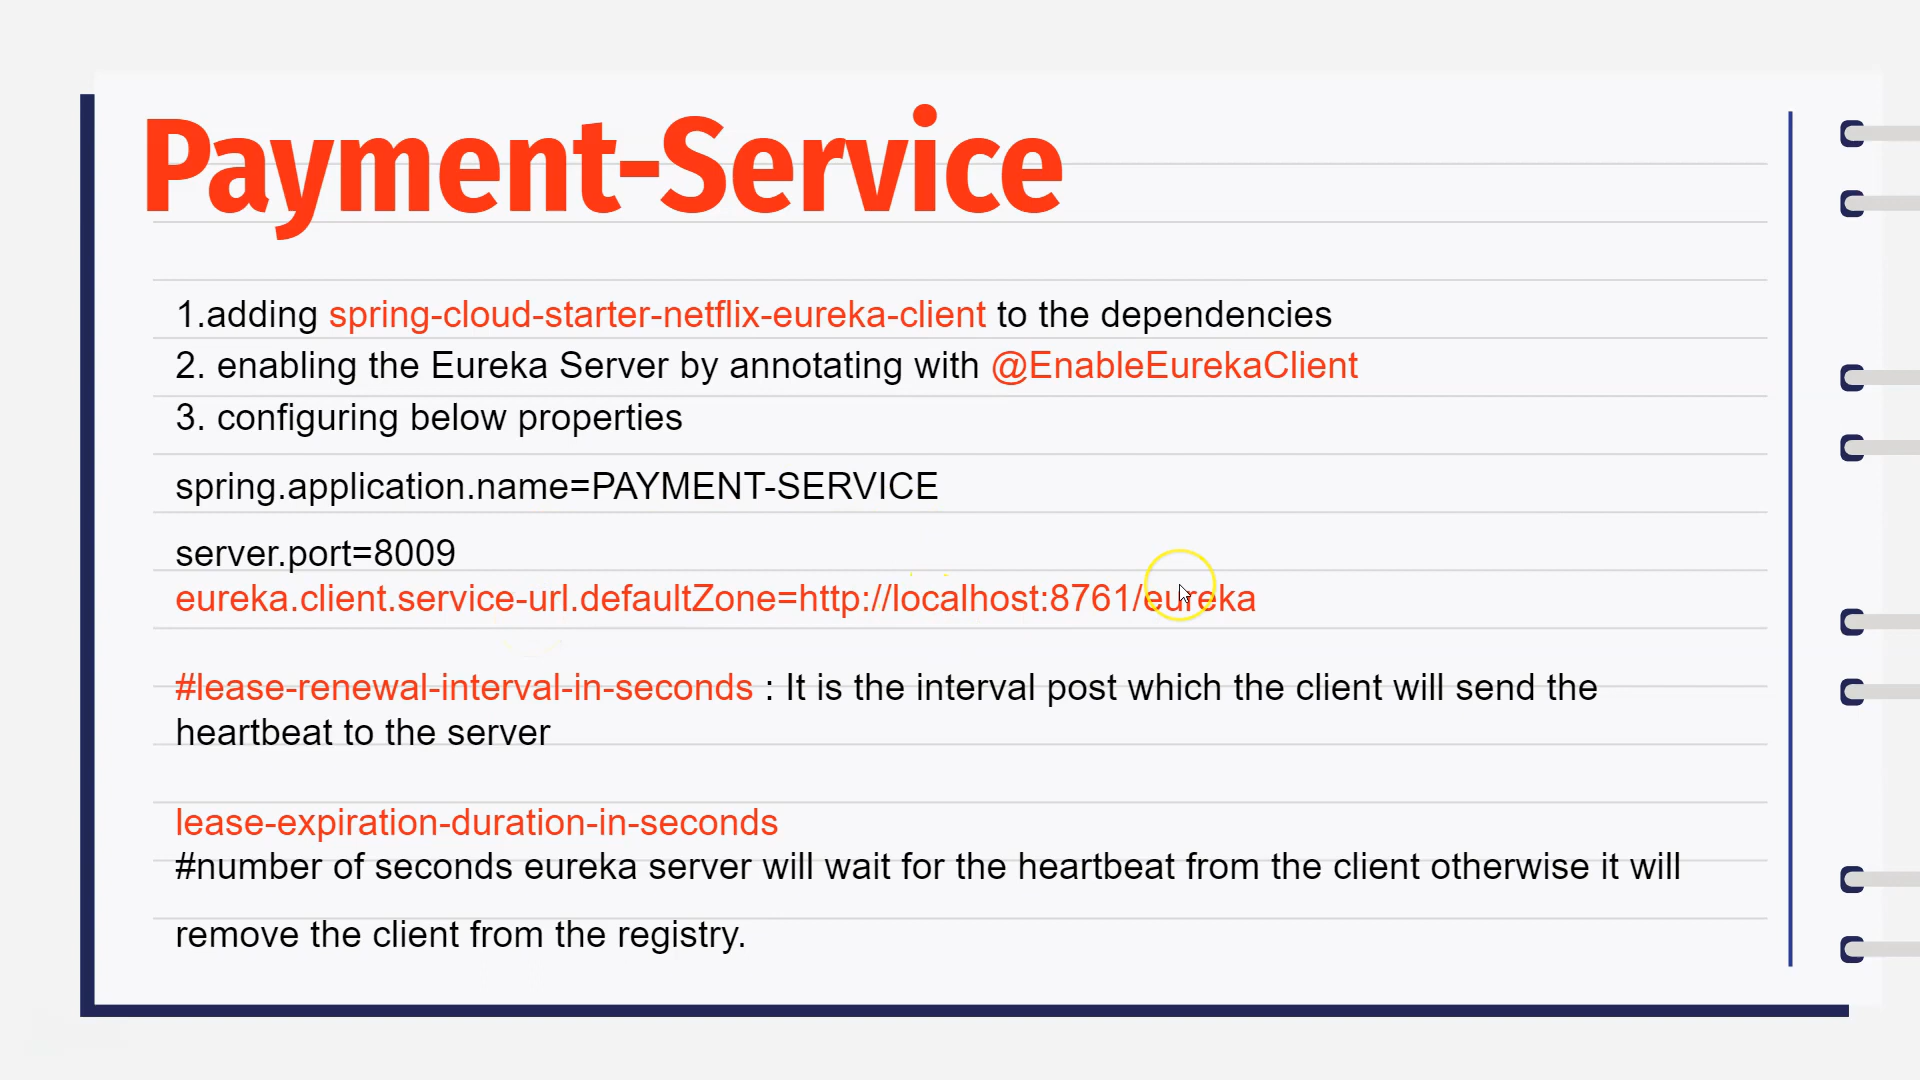 Payment-Service
1.adding spring-cloud-starter-netflix-eureka-client to the dependencies
2. enabling the Eureka Server by annotating with @EnableEurekaClient
3. configuring below properties
spring.application.name=PAYMENT-SERVICE
server.port=8009
eureka.client.service-url.defaultZone=http://localhost:8761/eureka
#lease-renewal-interval-in-seconds : It is the interval post which the client will send the
heartbeat to the server
lease-expiration-duration-in-seconds
#number of seconds eureka server will wait for the heartbeat from the client otherwise it will
remove the client from the registry.